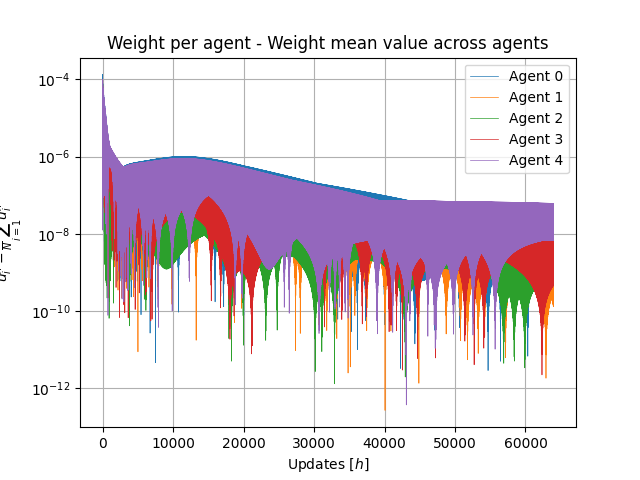 Weight per agent - Weight mean value across agents
10⁻⁴
10⁻⁶
10⁻⁸
10⁻¹⁰
10⁻¹²
Agent 0
Agent 1
Agent 2
Agent 3
Agent 4
0
10000
20000
30000
40000
50000
60000
Updates [h]